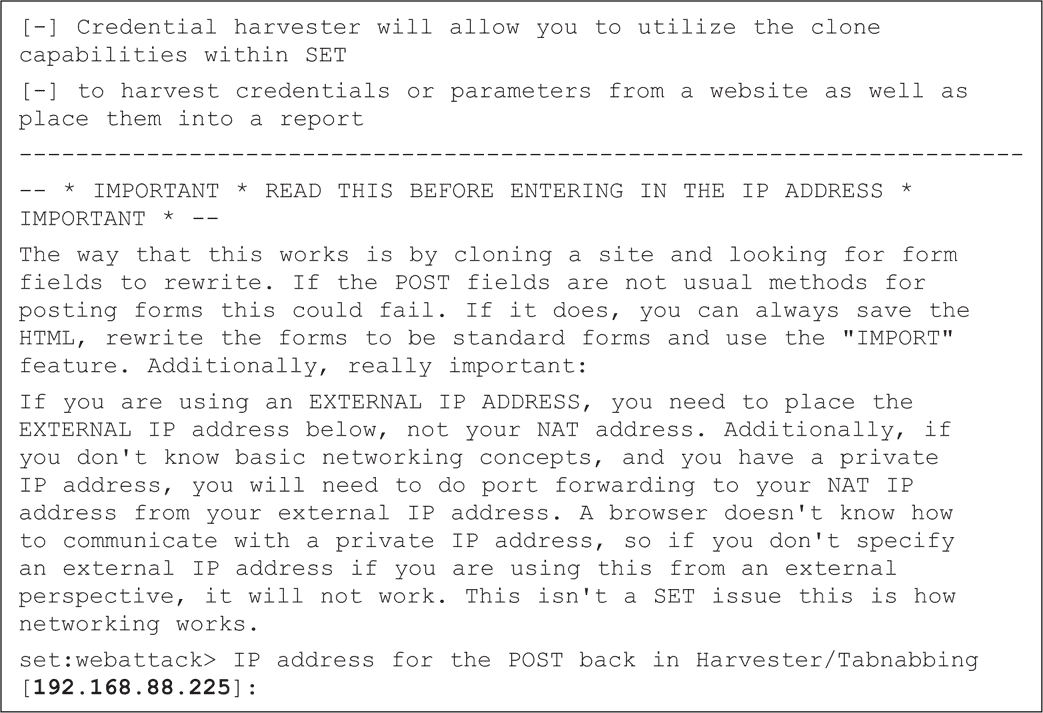 [-] Credential harvester will allow you to utilize the clone
capabilities within SET
[-] to harvest credentials or parameters from a website as well as
place them into a report
-----------------------------------------------------------------------
-- * IMPORTANT * READ THIS BEFORE ENTERING IN THE IP ADDRESS *
IMPORTANT * --
The way that this works is by cloning a site and looking for form
fields to rewrite. If the POST fields are not usual methods for
posting forms this could fail. If it does, you can always save the
HTML, rewrite the forms to be standard forms and use the "IMPORT"
feature. Additionally, really important:
If you are using an EXTERNAL IP ADDRESS, you need to place the
EXTERNAL IP address below, not your NAT address. Additionally, if
you don't know basic networking concepts, and you have a private
IP address, you will need to do port forwarding to your NAT IP
address from your external IP address. A browser doesn't know how
to communicate with a private IP address, so if you don't specify
an external IP address if you are using this from an external
perspective, it will not work. This isn't a SET issue this is how
networking works.
set:webattack> IP address for the POST back in Harvester/Tabnabbing
[192.168.88.225]: